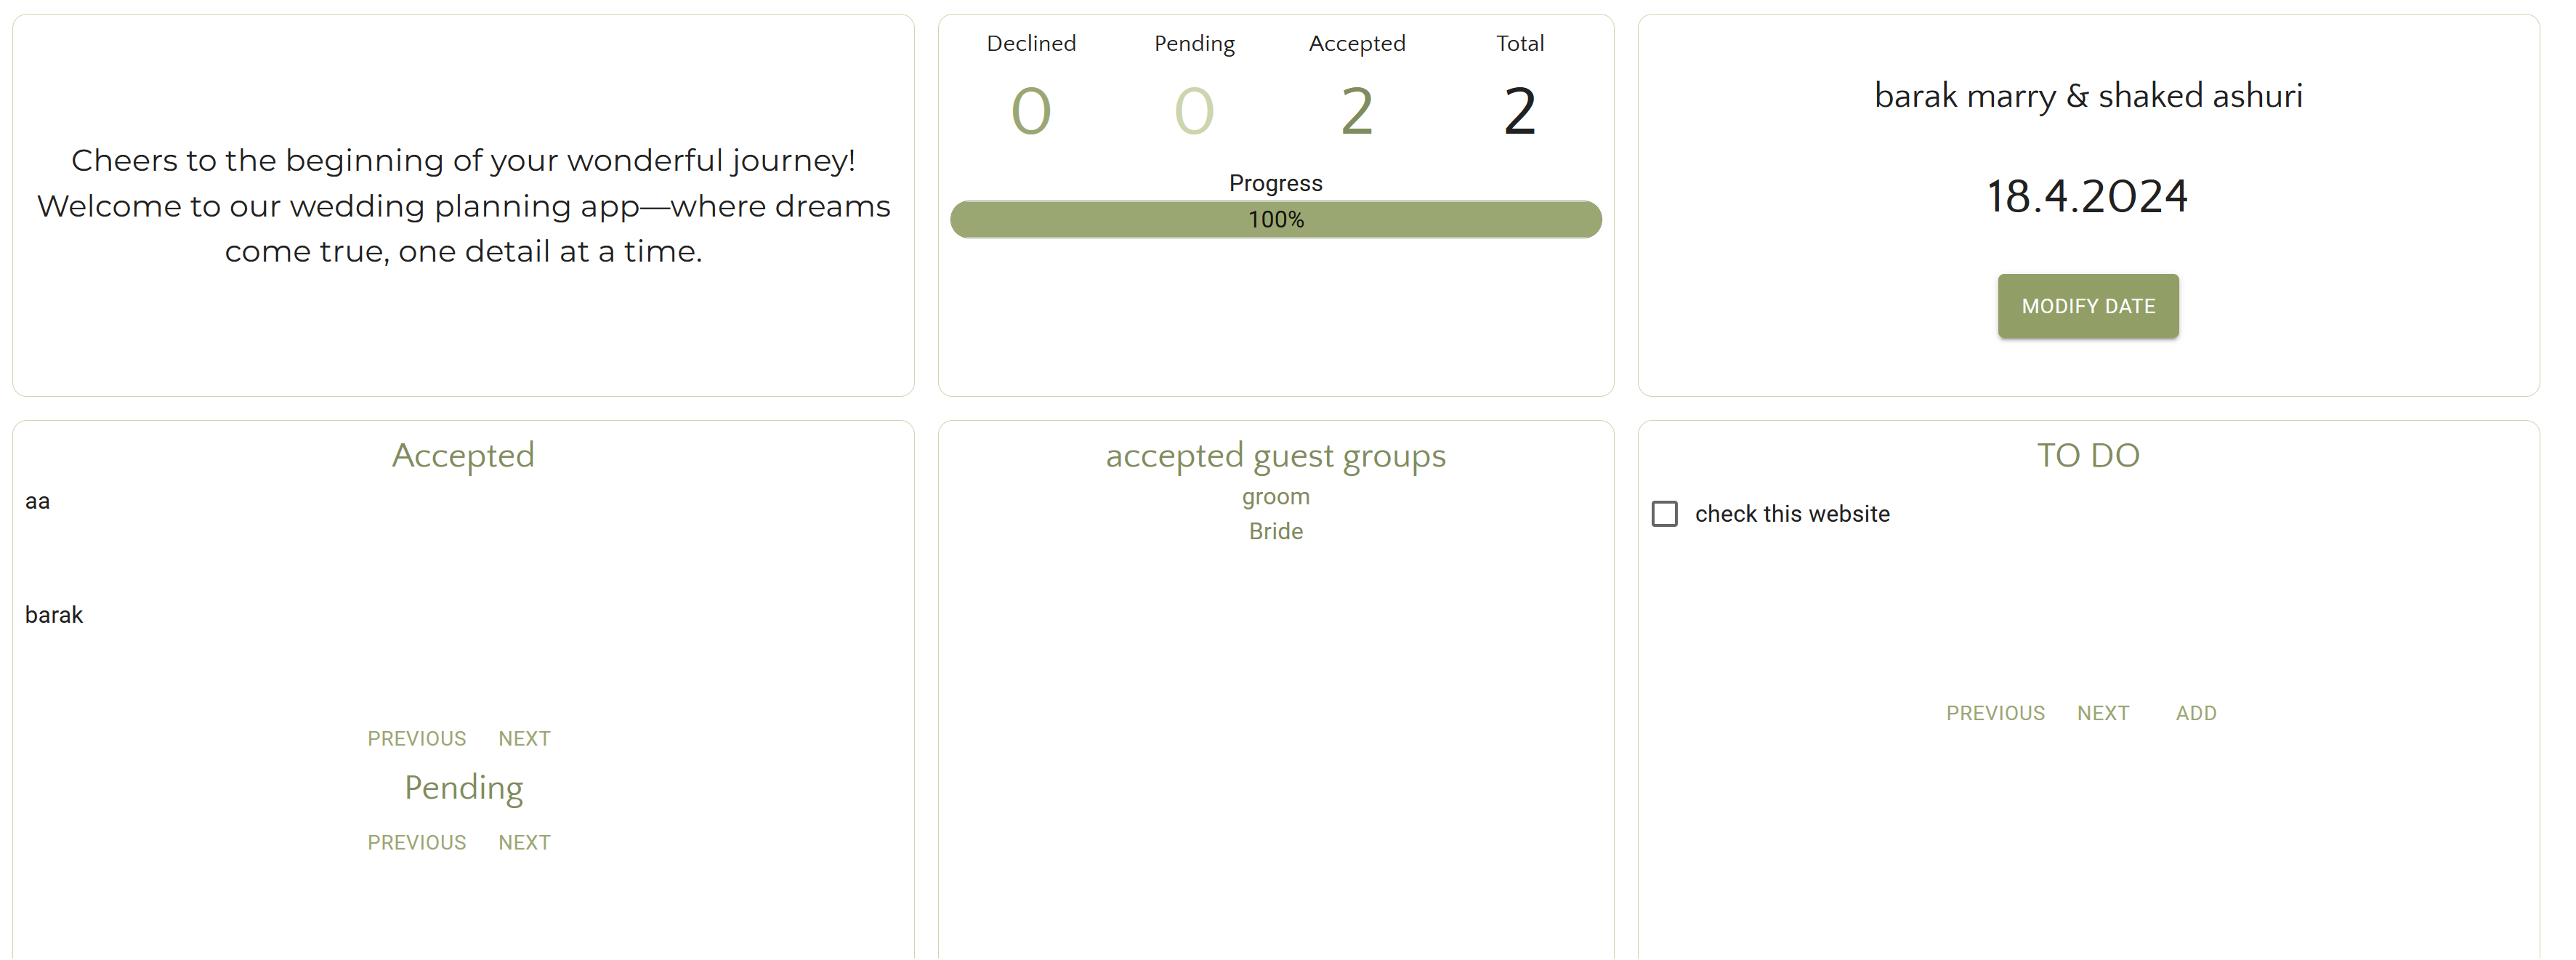 Cheers to the beginning of your wonderful journey!
Welcome to our wedding planning app—where dreams
come true, one detail at a time.
Declined Pending Accepted Total
0 0 2 2
Progress
100%
barak marry & shaked ashuri
18.4.2024
MODIFY DATE
Accepted
aa
barak
PREVIOUS NEXT
Pending
PREVIOUS NEXT
accepted guest groups
groom
Bride
TO DO
check this website
PREVIOUS NEXT ADD